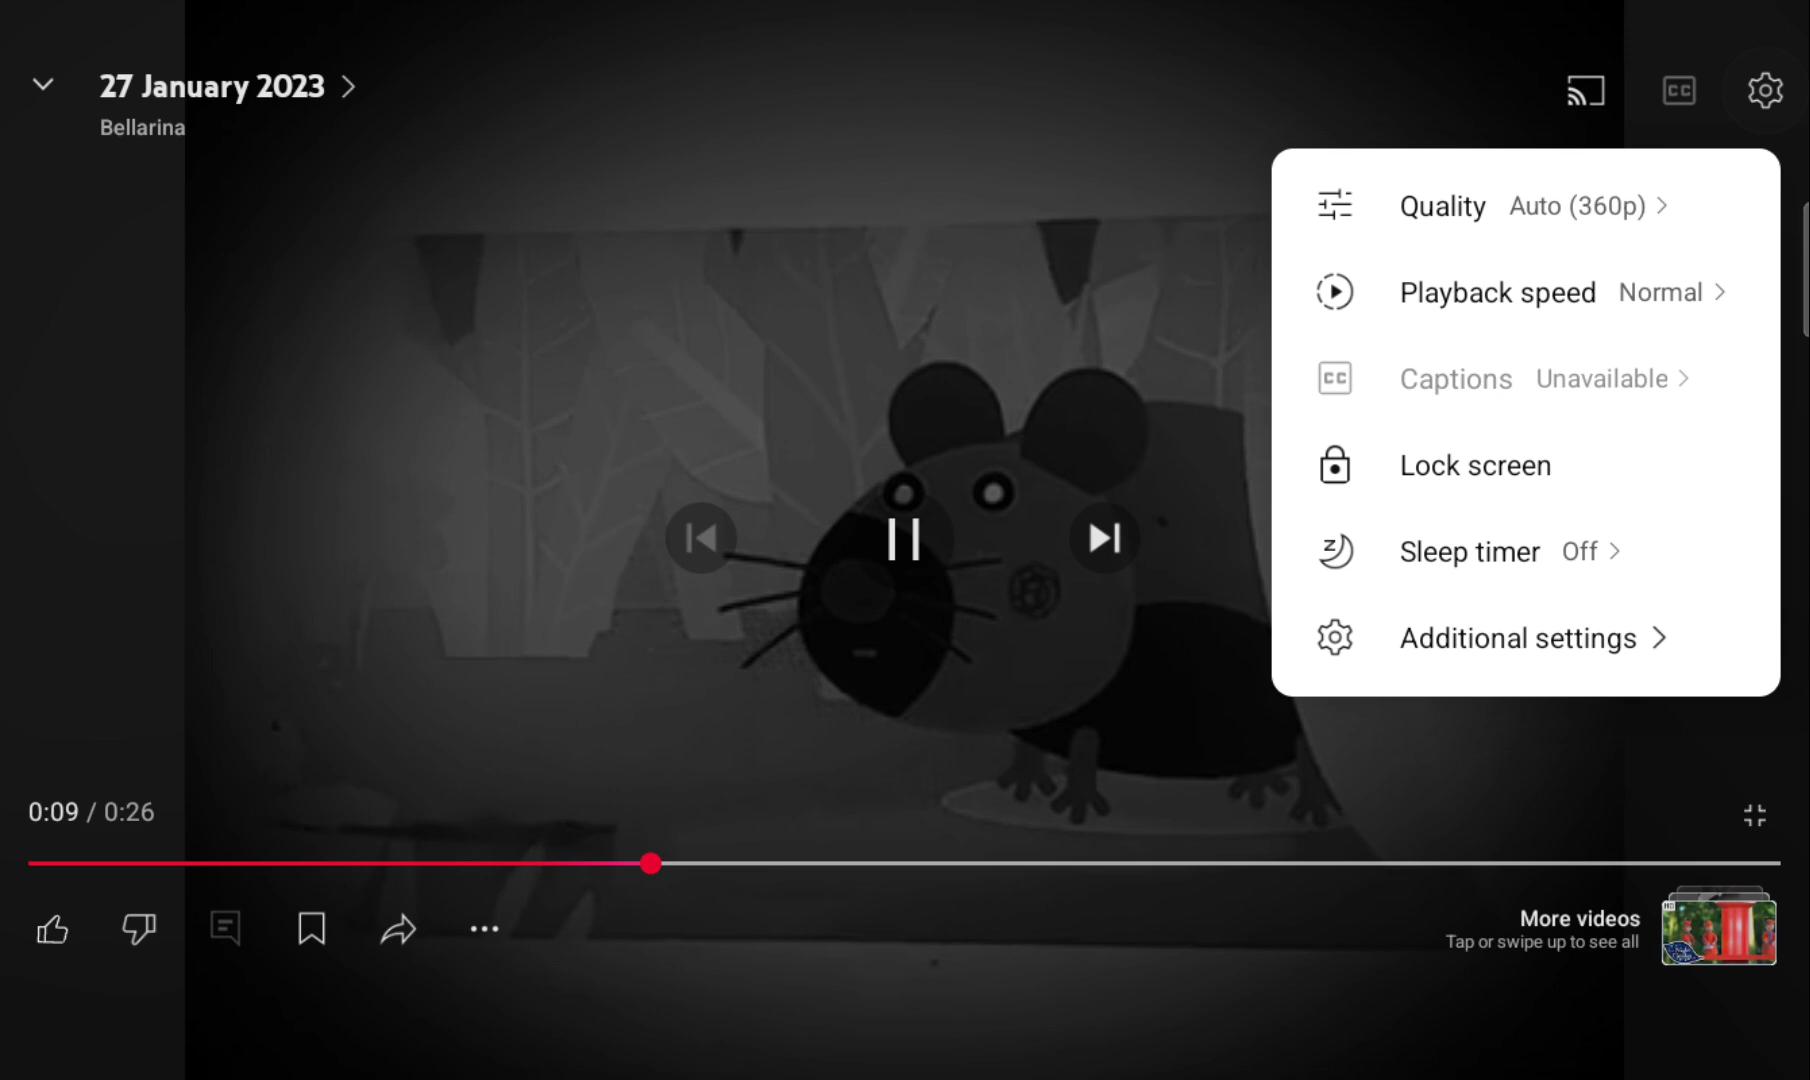 27 January 2023
Bellarina
Quality Auto (360p)
Playback speed Normal
Captions Unavailable
Lock screen
Sleep timer Off
Additional settings
0:09 / 0:26
More videos
Tap or swipe up to see all